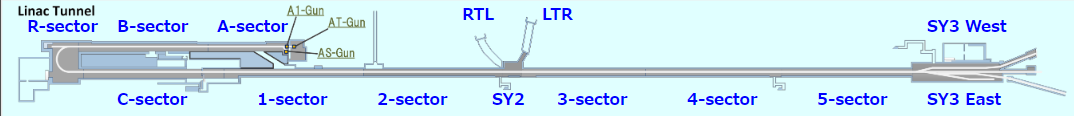 Linac Tunnel
R-sector B-sector A-sector A1-Gun RTL LTR SY3 West
AT-Gun
AS-Gun
C-sector 1-sector 2-sector SY2 3-sector 4-sector 5-sector SY3 East